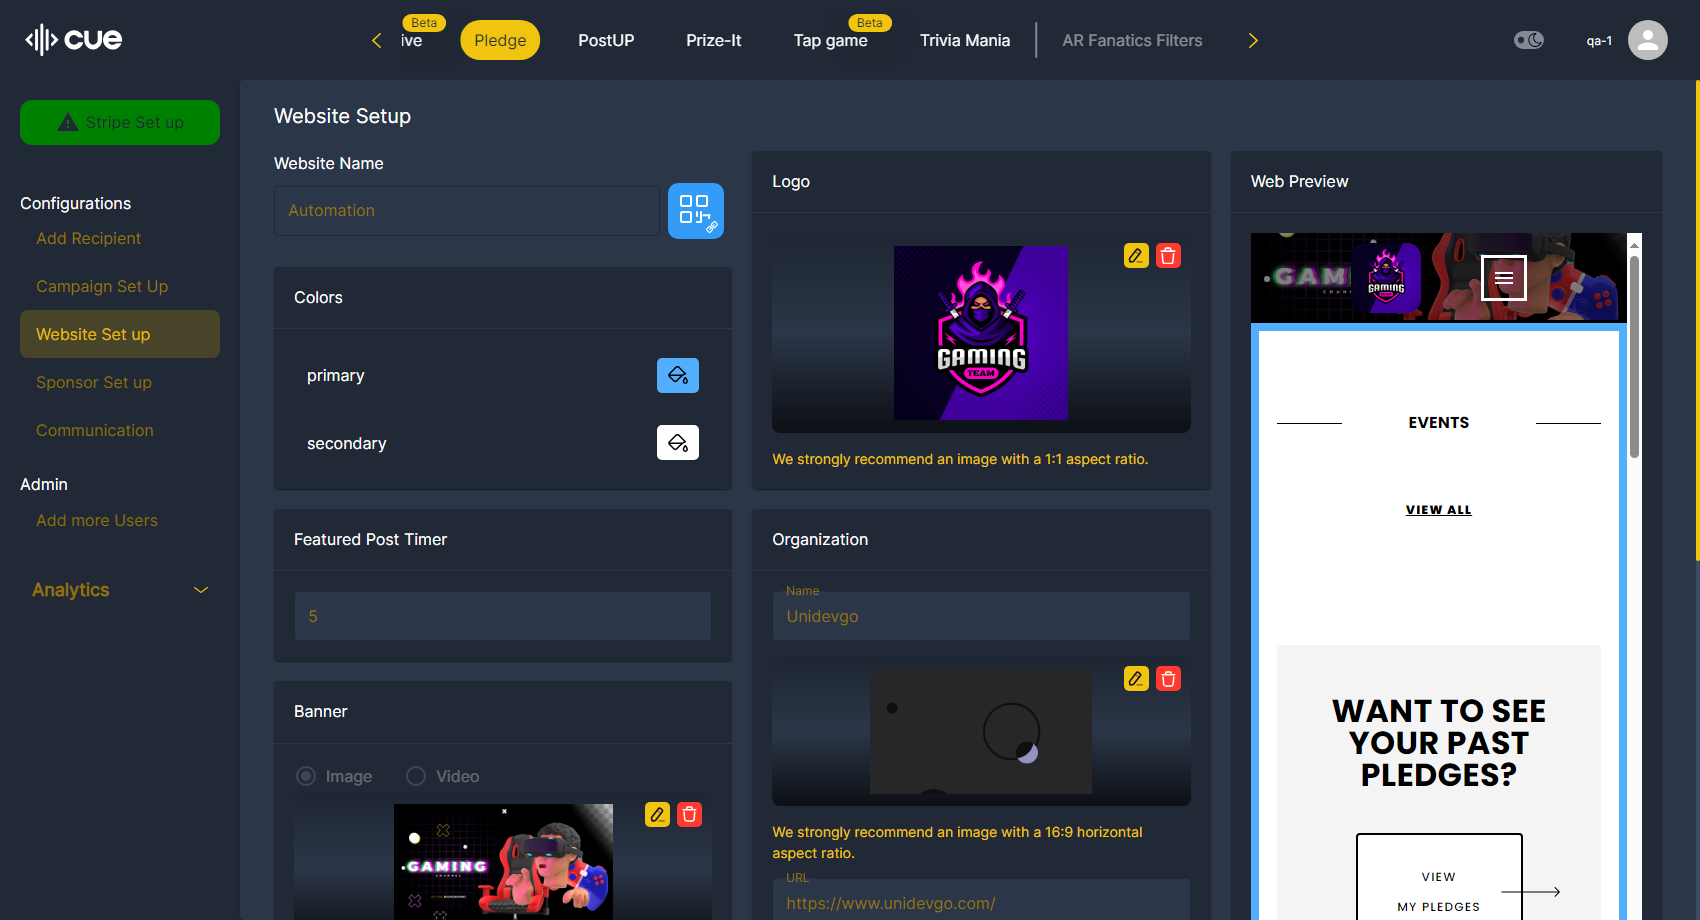 cue
Beta
ive
Pledge
PostUP
Prize-It
Beta
Tap game
Trivia Mania
AR Fanatics Filters
qa-1
Stripe Set up
Configurations
Add Recipient
Campaign Set Up
Website Set up
Sponsor Set up
Communication
Admin
Add more Users
Analytics
Website Setup
Website Name
Automation
Colors
primary
secondary
Featured Post Timer
5
Banner
Image
Video
GAMING
Logo
GAMING
TEAM
We strongly recommend an image with a 1:1 aspect ratio.
Organization
Name
Unidevgo
We strongly recommend an image with a 16:9 horizontal
aspect ratio.
URL
https://www.unidevgo.com/
Web Preview
GAMI
GAMING
TEAM
EVENTS
VIEW ALL
WANT TO SEE
YOUR PAST
PLEDGES?
VIEW
MY PLEDGES